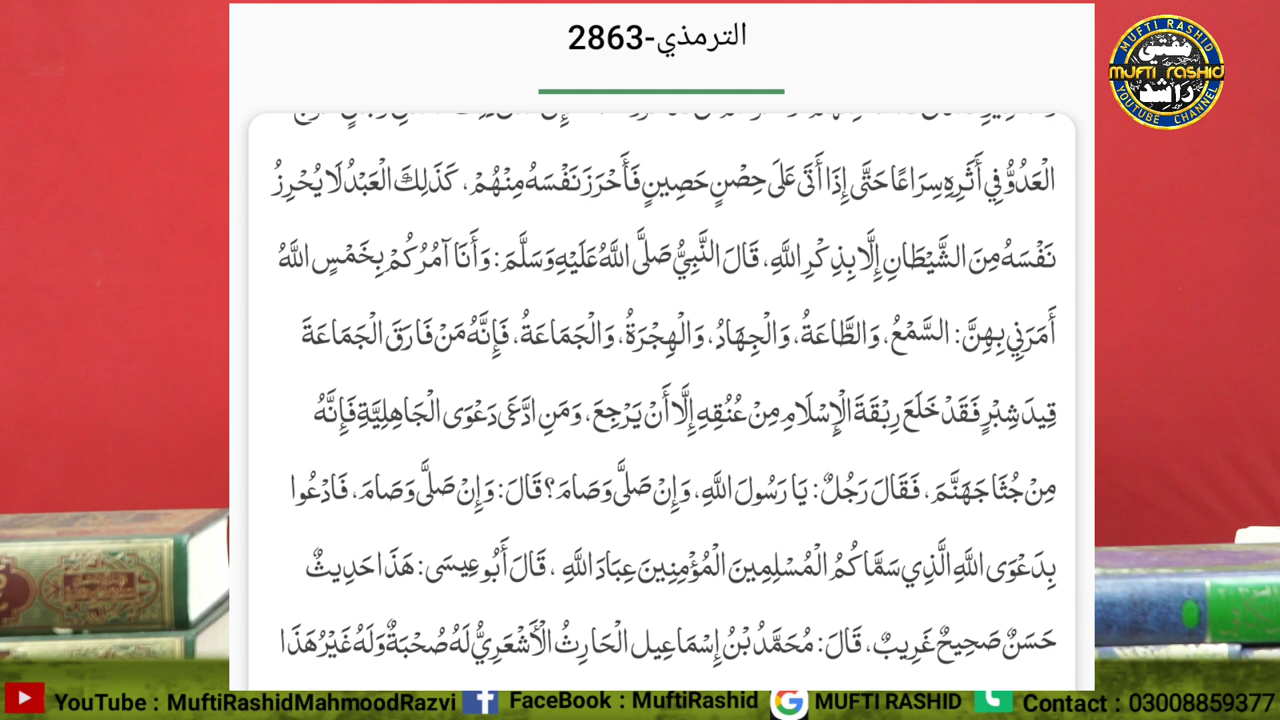 الترمذي-2863
الْعَدُوُّ فِي أَثَرِهِ سِرَاعًا حَتَّى إِذَا أَتَى عَلَى حِصْنٍ حَصِينٍ فَأَحْرَزَ نَفْسَهُ مِنْهُمْ، كَذَلِكَ الْعَبْدُ لَا يُحْرِزُ
نَفْسَهُ مِنَ الشَّيْطَانِ إِلَّا بِذِكْرِ اللَّهِ، قَالَ النَّبِيُّ صَلَّى اللَّهُ عَلَيْهِ وَسَلَّمَ: وَأَنَا آمُرُكُمْ بِخَمْسٍ اللَّهُ
أَمَرَنِي بِهِنَّ: السَّمْعُ، وَالطَّاعَةُ، وَالْجِهَادُ، وَالْهِجْرَةُ، وَالْجَمَاعَةُ، فَإِنَّهُ مَنْ فَارَقَ الْجَمَاعَةَ
قِيدَ شِبْرٍ فَقَدْ خَلَعَ رِبْقَةَ الْإِسْلَامِ مِنْ عُنُقِهِ إِلَّا أَنْ يَرْجِعَ، وَمَنِ ادَّعَى دَعْوَى الْجَاهِلِيَّةِ فَإِنَّهُ
مِنْ جُثَا جَهَنَّمَ، فَقَالَ رَجُلٌ: يَا رَسُولَ اللَّهِ، وَإِنْ صَلَّى وَصَامَ؟ قَالَ: وَإِنْ صَلَّى وَصَامَ، فَادْعُوا
بِدَعْوَى اللَّهِ الَّذِي سَمَّاكُمُ الْمُسْلِمِينَ الْمُؤْمِنِينَ عِبَادَ اللَّهِ ، قَالَ أَبُو عِيسَى: هَذَا حَدِيثٌ
حَسَنٌ صَحِيحٌ غَرِيبٌ، قَالَ: مُحَمَّدُ بْنُ إِسْمَاعِيل الْحَارِثُ الْأَشْعَرِيُّ لَهُ صُحْبَةٌ وَلَهُ غَيْرُ هَذَا
MUFTI RASHID
مفتی
MUFTI RASHID
راشد
YOUTUBE CHANNEL
YouTube : MuftiRashidMahmoodRazvi FaceBook : MuftiRashid MUFTI RASHID Contact : 03008859377